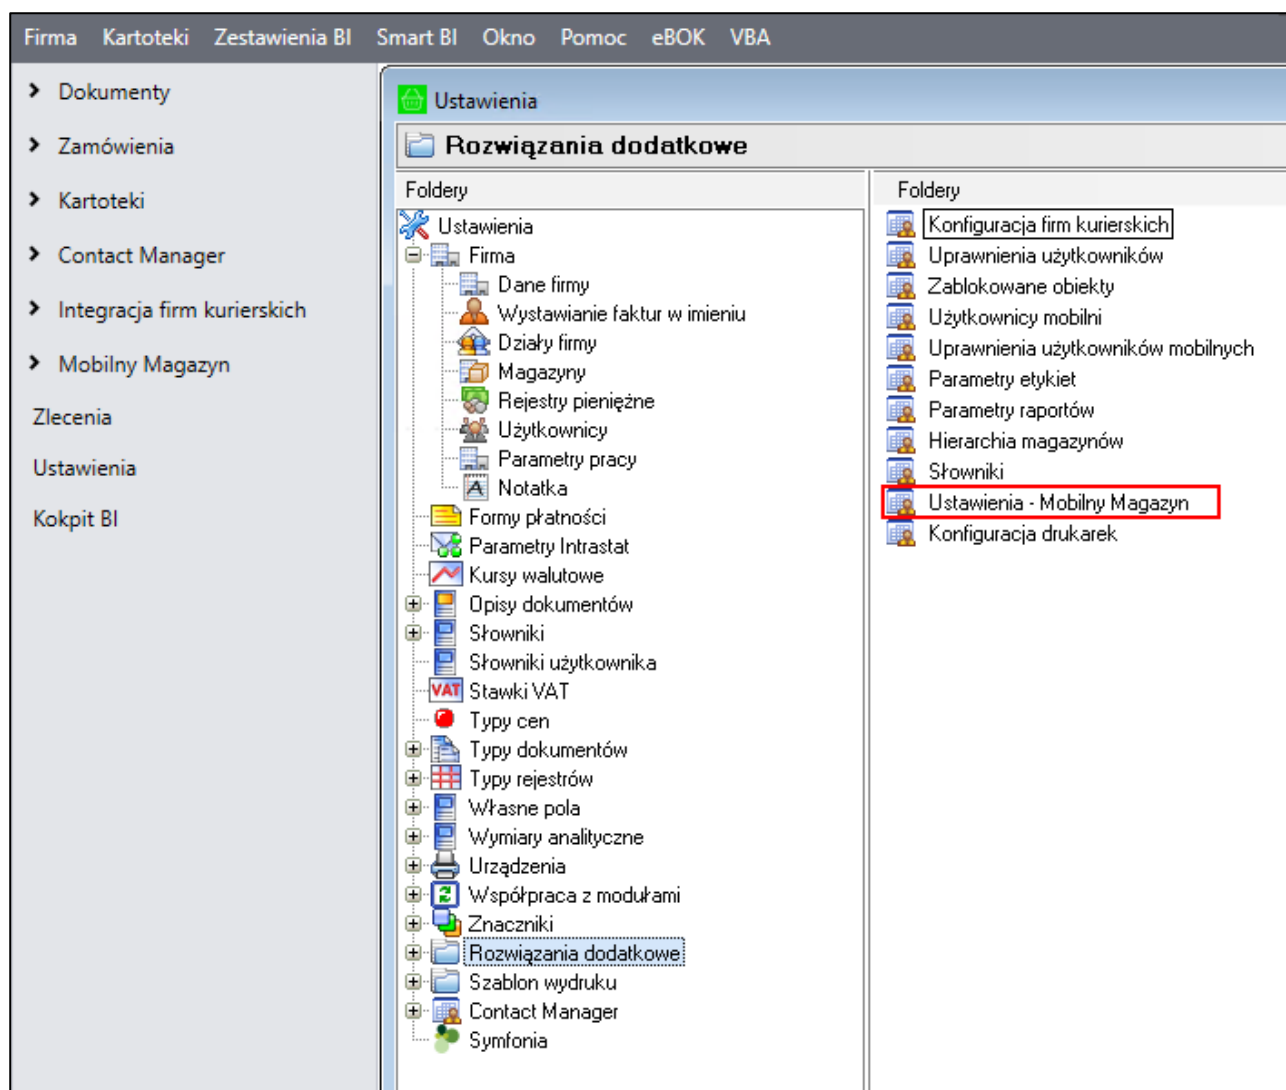 Firma Kartoteki Zestawienia BI Smart BI Okno Pomoc eBOK VBA
Dokumenty
Zamówienia
Kartoteki
Contact Manager
Integracja firm kurierskich
Mobilny Magazyn
Zlecenia
Ustawienia
Kokpit BI
Ustawienia
Rozwiązania dodatkowe
Foldery
Ustawienia
Firma
Dane firmy
Wystawianie faktur w imieniu
Działy firmy
Magazyny
Rejestry pieniężne
Użytkownicy
Parametry pracy
Notatka
Formy płatności
Parametry Intrastat
Kursy walutowe
Opisy dokumentów
Słowniki
Słowniki użytkownika
VAT Stawki VAT
Typy cen
Typy dokumentów
Typy rejestrów
Własne pola
Wymiary analityczne
Urządzenia
Współpraca z modułami
Znaczniki
Rozwiązania dodatkowe
Szablon wydruku
Contact Manager
Symfonia
Foldery
Konfiguracja firm kurierskich
Uprawnienia użytkowników
Zablokowane obiekty
Użytkownicy mobilni
Uprawnienia użytkowników mobilnych
Parametry etykiet
Parametry raportów
Hierarchia magazynów
Słowniki
Ustawienia - Mobilny Magazyn
Konfiguracja drukarek